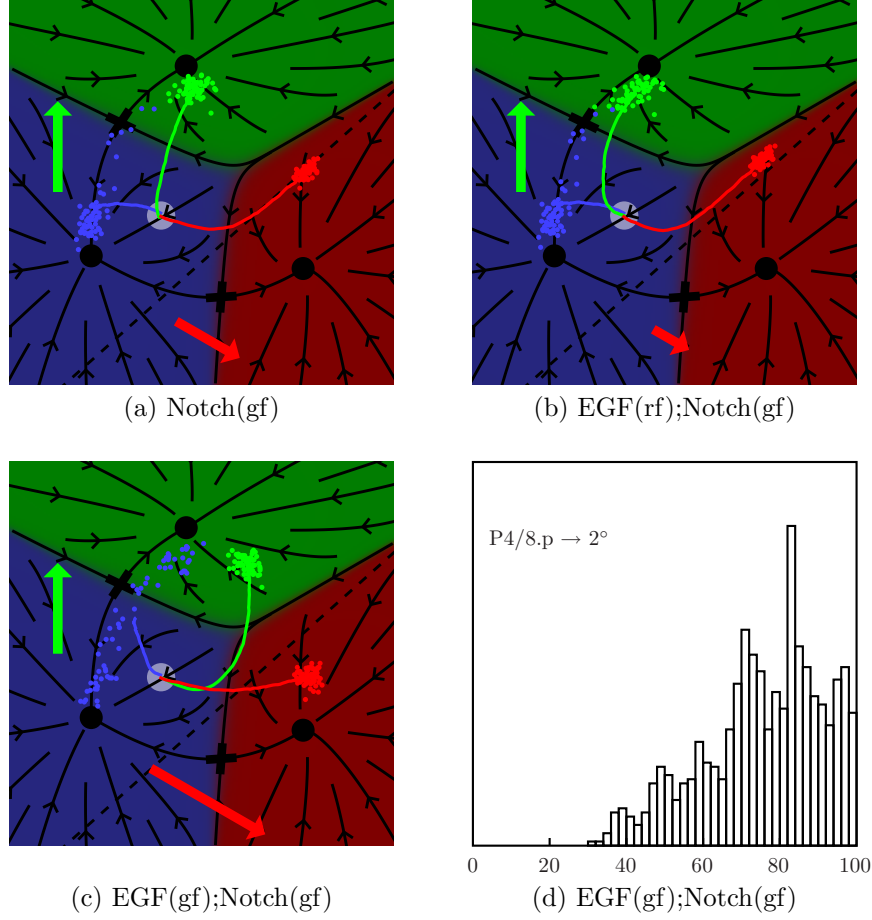 (a) Notch(gf)
(b) EGF(rf);Notch(gf)
P4/8.p → 2°
0 20 40 60 80 100
(c) EGF(gf);Notch(gf)
(d) EGF(gf);Notch(gf)